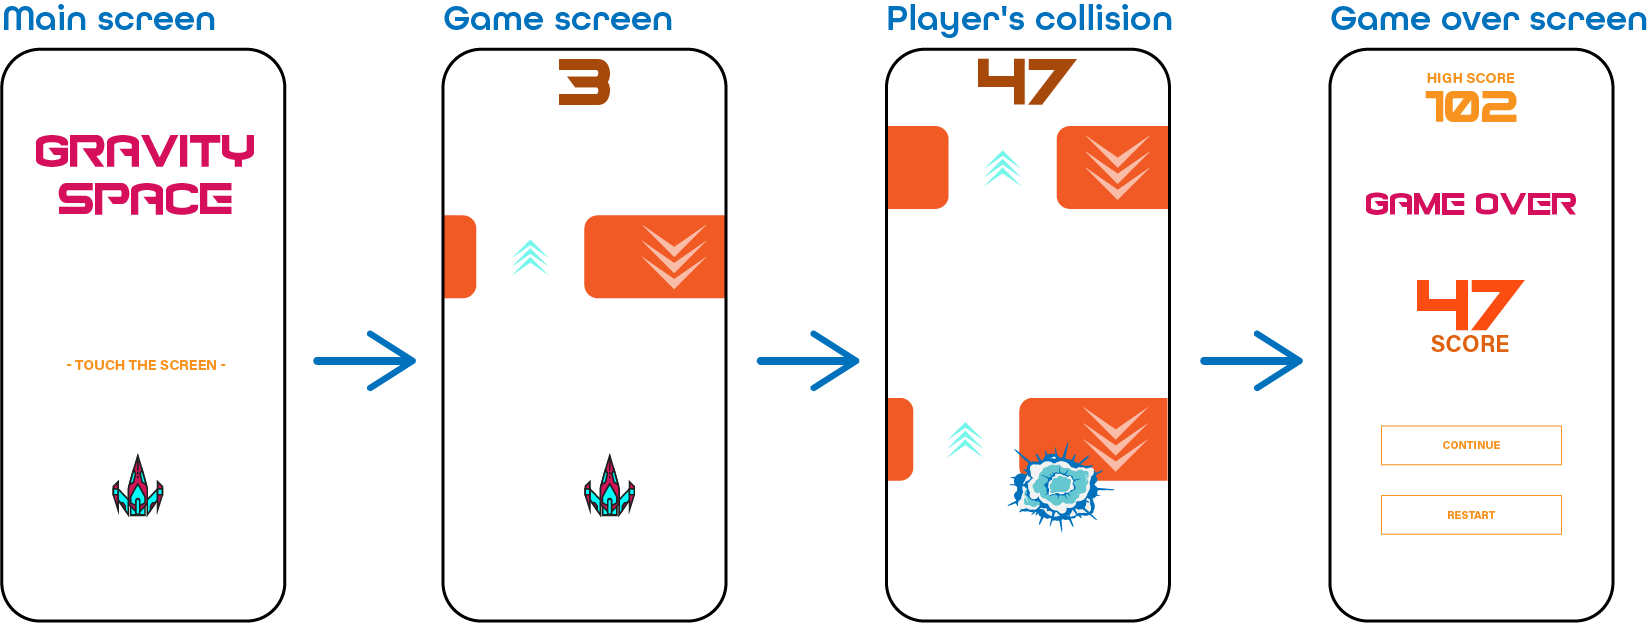 Main screen
GRAVITY
SPACE
- TOUCH THE SCREEN -
Game screen
3
Player's collision
47
Game over screen
HIGH SCORE
102
GAME OVER
47
SCORE
CONTINUE
RESTART